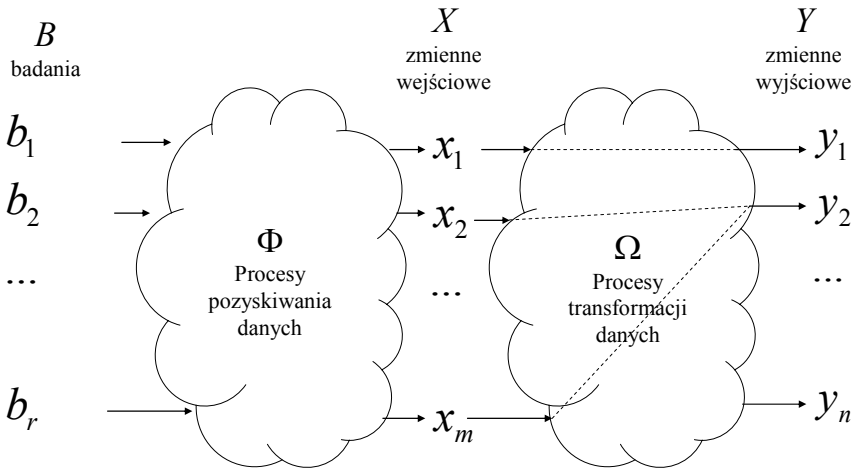 B
badania
b₁
b₂
...
bᵣ
Φ
Procesy
pozyskiwania
danych
X
zmienne
wejściowe
x₁
x₂
...
xₘ
Ω
Procesy
transformacji
danych
Y
zmienne
wyjściowe
y₁
y₂
...
yₙ